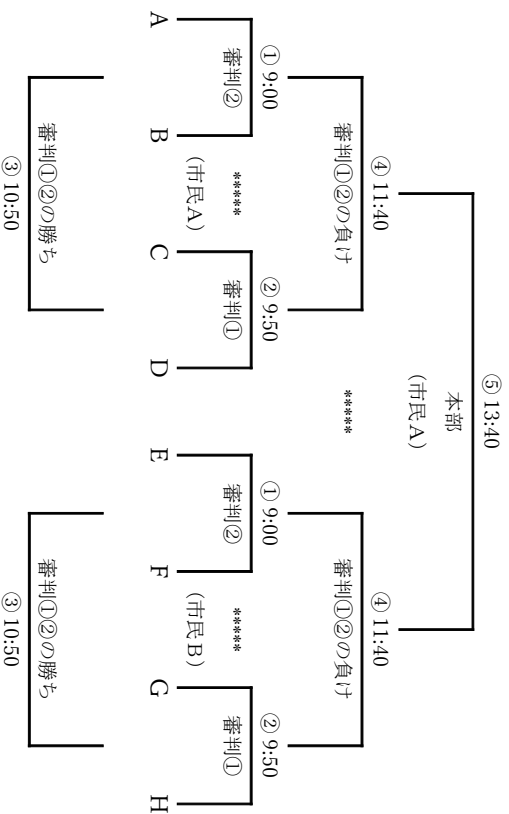 ⑤ 13:40
本部
(市民A)
④ 11:40
審判①②の負け
*****
④ 11:40
審判①②の負け
① 9:00
審判②
*****
(市民A)
② 9:50
審判①
① 9:00
審判②
*****
(市民B)
② 9:50
審判①
A
B
C
D
E
F
G
H
審判①②の勝ち
③ 10:50
審判①②の勝ち
③ 10:50